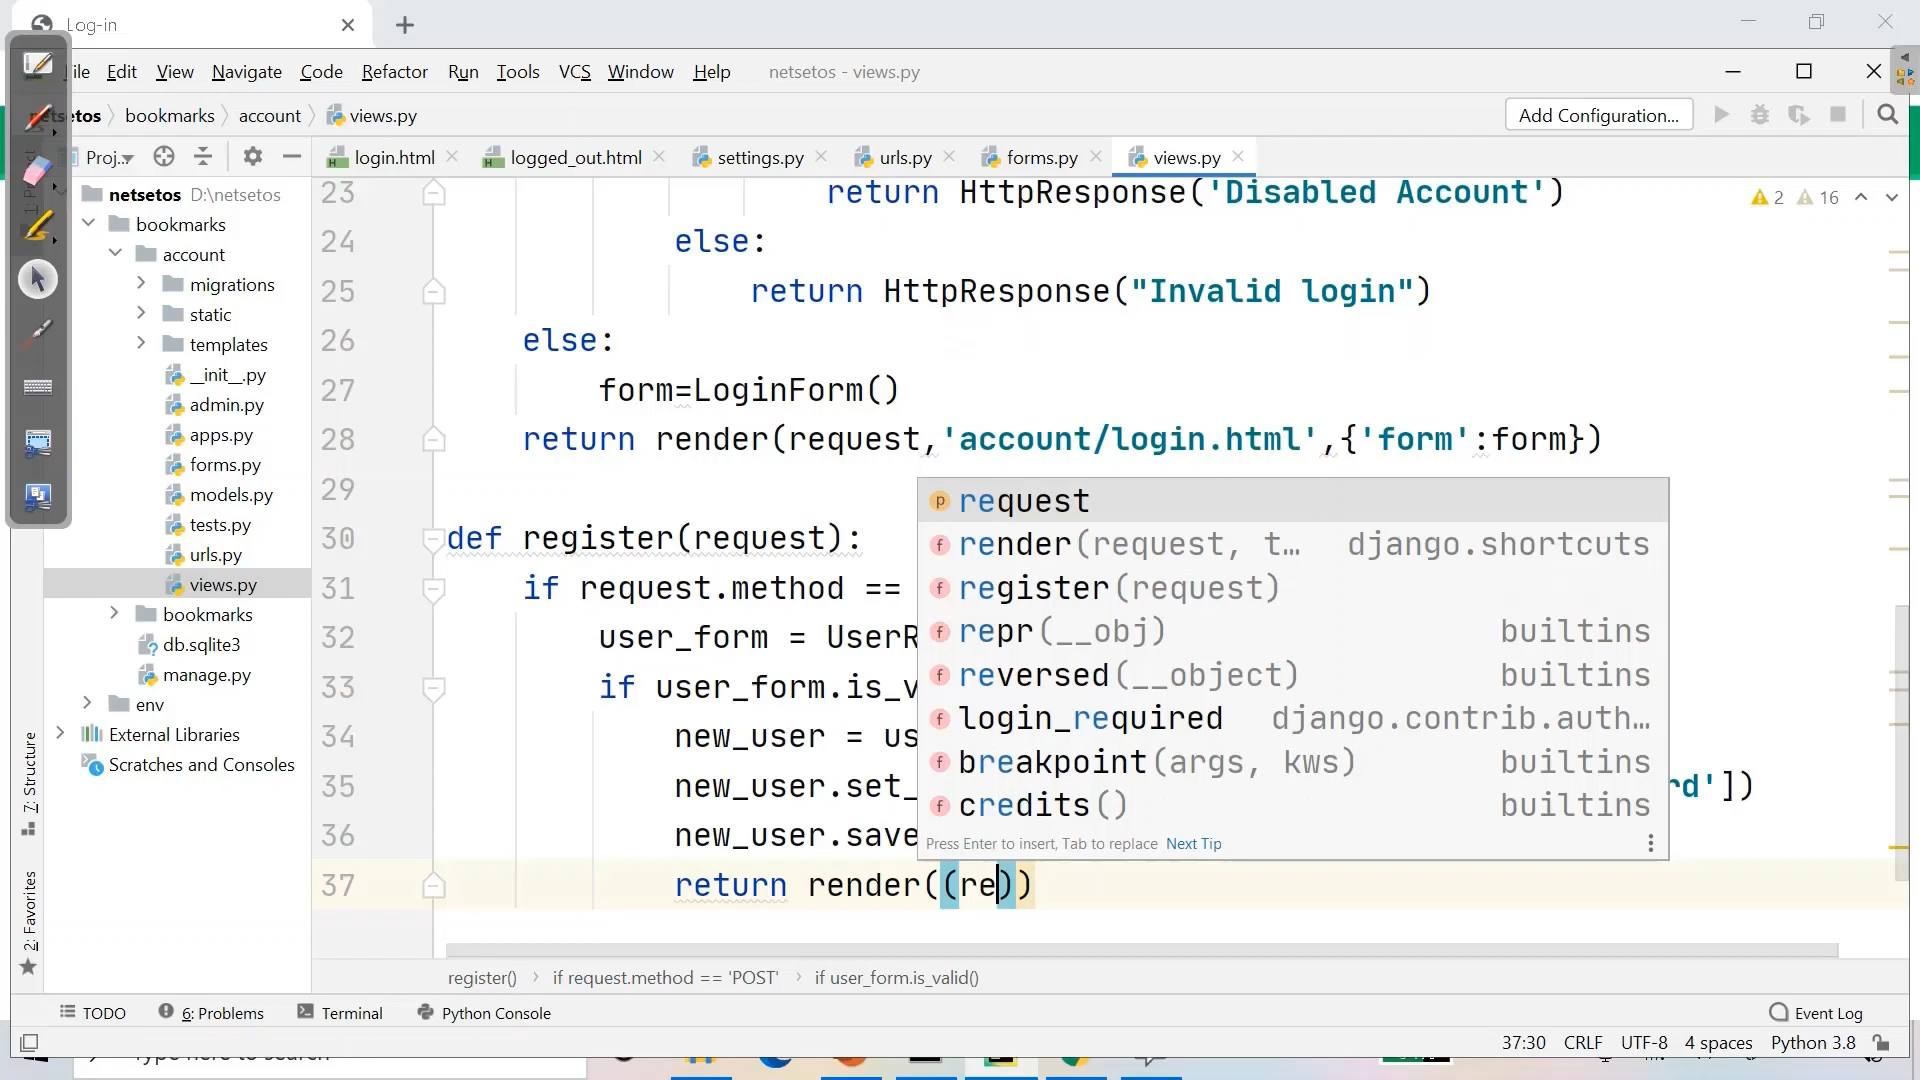 Log-in
ile Edit View Navigate Code Refactor Run Tools VCS Window Help netsetos - views.py
setos bookmarks account views.py Add Configuration...
Proj... login.html logged_out.html settings.py urls.py forms.py views.py
netsetos D:\netsetos
bookmarks
account
migrations
static
templates
__init__.py
admin.py
apps.py
forms.py
models.py
tests.py
urls.py
views.py
bookmarks
db.sqlite3
manage.py
env
External Libraries
Scratches and Consoles
7: Structure
2: Favorites
2 16
23 return HttpResponse('Disabled Account')
24 else:
25 return HttpResponse("Invalid login")
26 else:
27 form=LoginForm()
28 return render(request,'account/login.html',{'form':form})
29
30 def register(request):
31 if request.method ==
32 user_form = UserR
33 if user_form.is_v
34 new_user = us
35 new_user.set_ rd'])
36 new_user.save
37 return render((re))
request
render(request, t... django.shortcuts
register(request)
repr(__obj) builtins
reversed(__object) builtins
login_required django.contrib.auth...
breakpoint(args, kws) builtins
credits() builtins
Press Enter to insert, Tab to replace Next Tip
register() if request.method == 'POST' if user_form.is_valid()
TODO 6: Problems Terminal Python Console Event Log
37:30 CRLF UTF-8 4 spaces Python 3.8